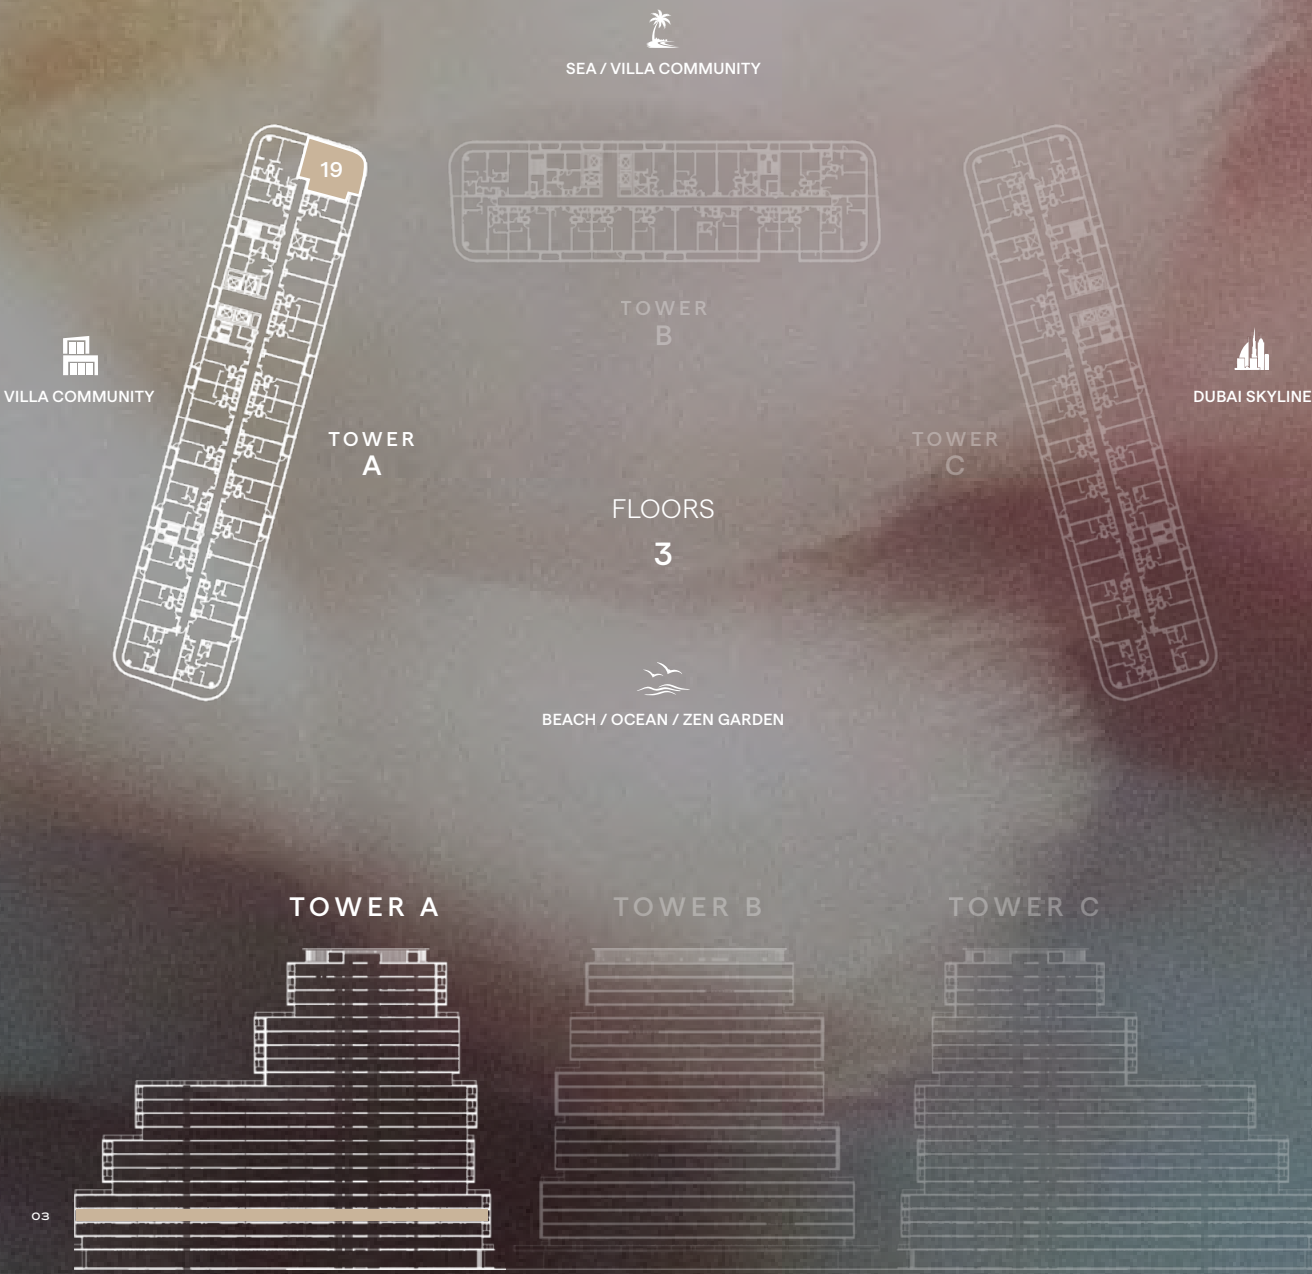 SEA / VILLA COMMUNITY
19
TOWER
B
VILLA COMMUNITY
DUBAI SKYLINE
TOWER
A
TOWER
C
FLOORS
3
BEACH / OCEAN / ZEN GARDEN
TOWER A
TOWER B
TOWER C
03